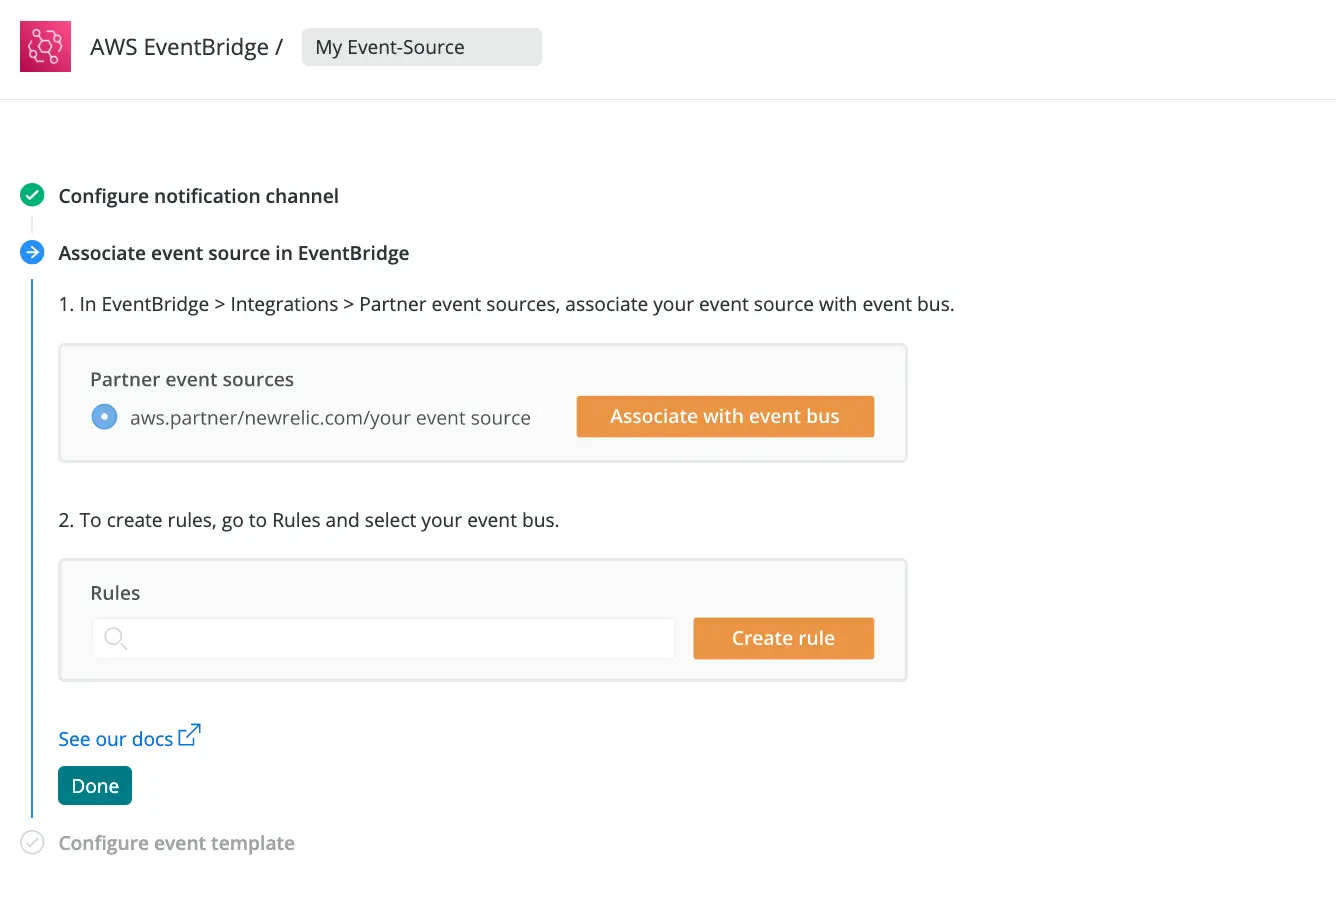 AWS EventBridge /
My Event-Source
Configure notification channel
Associate event source in EventBridge
1. In EventBridge > Integrations > Partner event sources, associate your event source with event bus.
Partner event sources
aws.partner/newrelic.com/your event source
Associate with event bus
2. To create rules, go to Rules and select your event bus.
Rules
Create rule
See our docs
Done
Configure event template